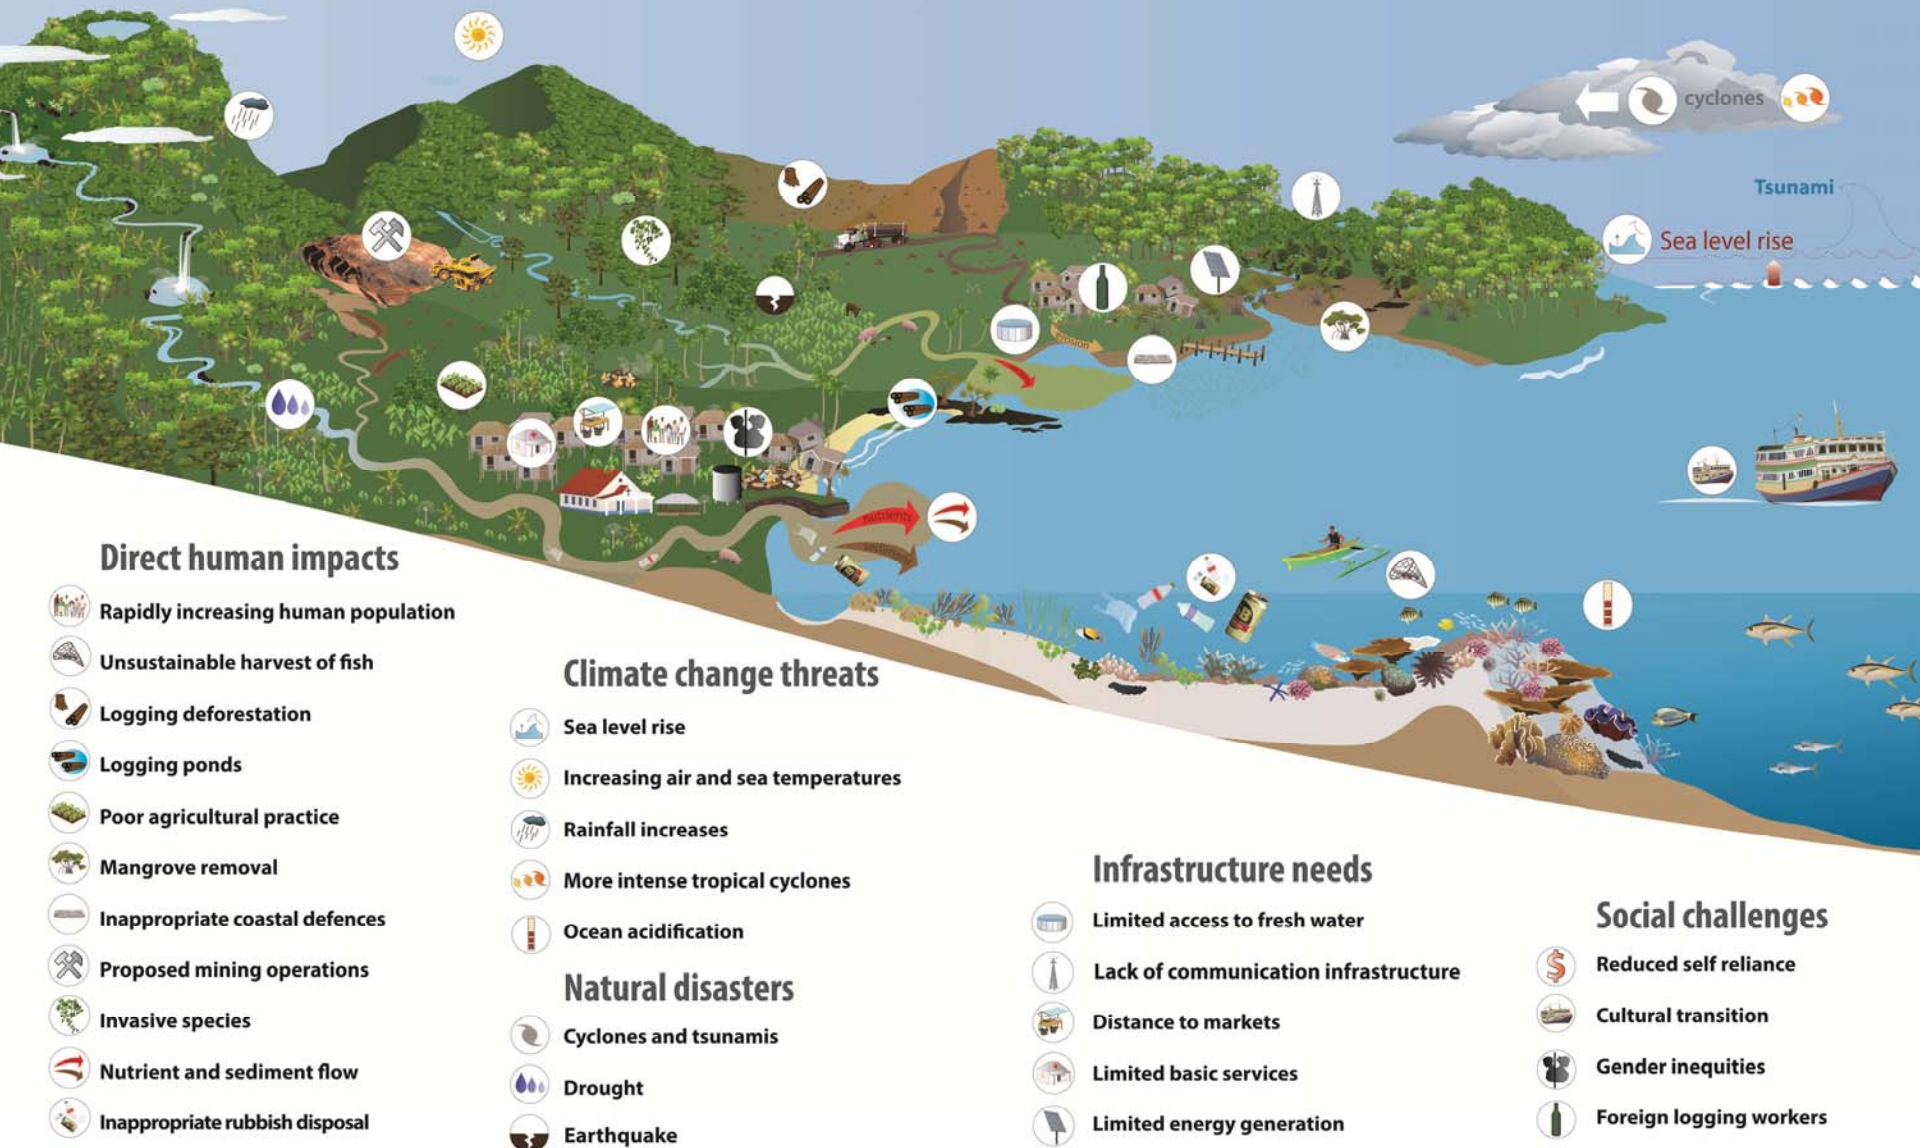 cyclones
Tsunami
Sea level rise
erosion
nutrients
sediment
Direct human impacts
Rapidly increasing human population
Unsustainable harvest of fish
Logging deforestation
Logging ponds
Poor agricultural practice
Mangrove removal
Inappropriate coastal defences
Proposed mining operations
Invasive species
Nutrient and sediment flow
Inappropriate rubbish disposal
Climate change threats
Sea level rise
Increasing air and sea temperatures
Rainfall increases
More intense tropical cyclones
Ocean acidification
Natural disasters
Cyclones and tsunamis
Drought
Earthquake
Infrastructure needs
Limited access to fresh water
Lack of communication infrastructure
Distance to markets
Limited basic services
Limited energy generation
Social challenges
Reduced self reliance
Cultural transition
Gender inequities
Foreign logging workers